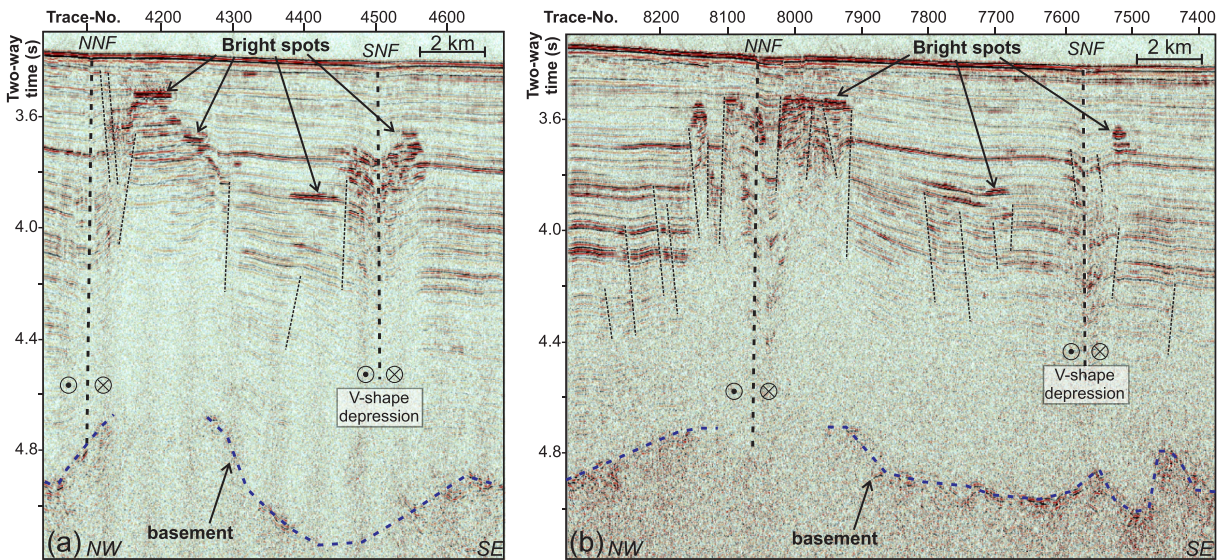 Trace-No. 4200 4300 4400 4500 4600
Two-way
time (s)
NNF
Bright spots
SNF
2 km
3.6
4.0
4.4
4.8
V-shape
depression
basement
(a) NW
SE
Trace-No. 8200 8100 8000 7900 7800 7700 7600 7500 7400
Two-way
time (s)
NNF
Bright spots
SNF
2 km
3.6
4.0
4.4
4.8
V-shape
depression
basement
(b) NW
SE